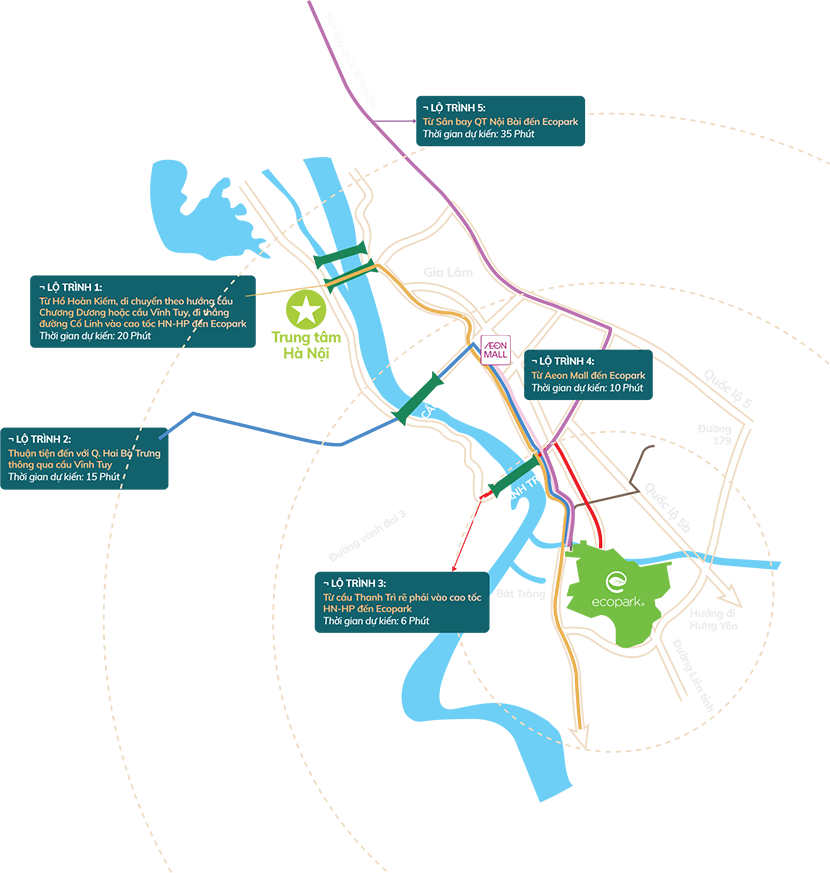 ¬ LỘ TRÌNH 5:
Từ Sân bay QT Nội Bài đến Ecopark
Thời gian dự kiến: 35 Phút
Gia Lâm
¬ LỘ TRÌNH 1:
Từ Hồ Hoàn Kiếm, di chuyển theo hướng cầu
Chương Dương hoặc cầu Vĩnh Tuy, đi thẳng
đường Cổ Linh vào cao tốc HN-HP đến Ecopark
Thời gian dự kiến: 20 Phút
Trung tâm
Hà Nội
ÆON
MALL
¬ LỘ TRÌNH 4:
Từ Aeon Mall đến Ecopark
Thời gian dự kiến: 10 Phút
Quốc lộ 5
Đường
179
¬ LỘ TRÌNH 2:
Thuận tiện đến với Q. Hai Bà Trưng
thông qua cầu Vĩnh Tuy
Thời gian dự kiến: 15 Phút
Quốc lộ 5b
Đường vành đai 3
¬ LỘ TRÌNH 3:
Từ cầu Thanh Trì rẽ phải vào cao tốc
HN-HP đến Ecopark
Thời gian dự kiến: 6 Phút
Bát Tràng
ecopark
Hướng đi
Hưng Yên
Đường Liên tỉnh